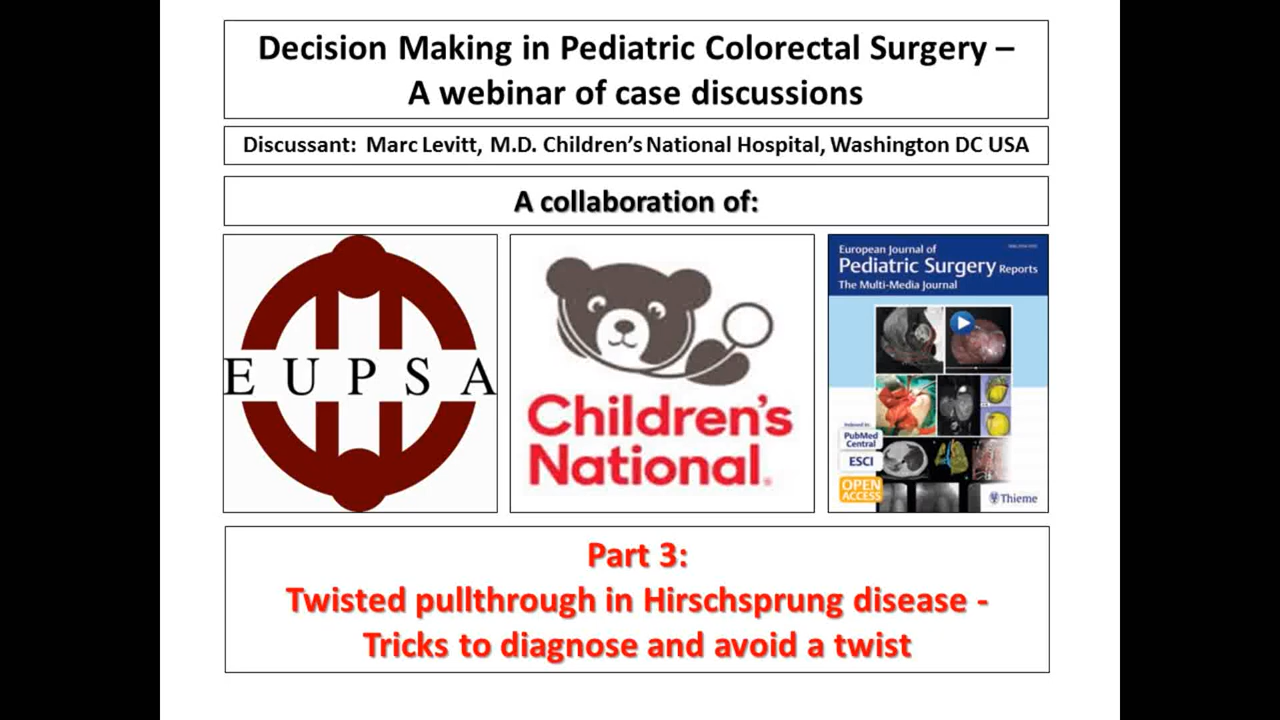 Decision Making in Pediatric Colorectal Surgery –
A webinar of case discussions
Discussant: Marc Levitt, M.D. Children's National Hospital, Washington DC USA
A collaboration of:
EUPSA
Children's
National
European Journal of
Pediatric Surgery Reports
The Multi-Media Journal
PubMed
Central
ESCI
OPEN
ACCESS
Thieme
Part 3:
Twisted pullthrough in Hirschsprung disease -
Tricks to diagnose and avoid a twist